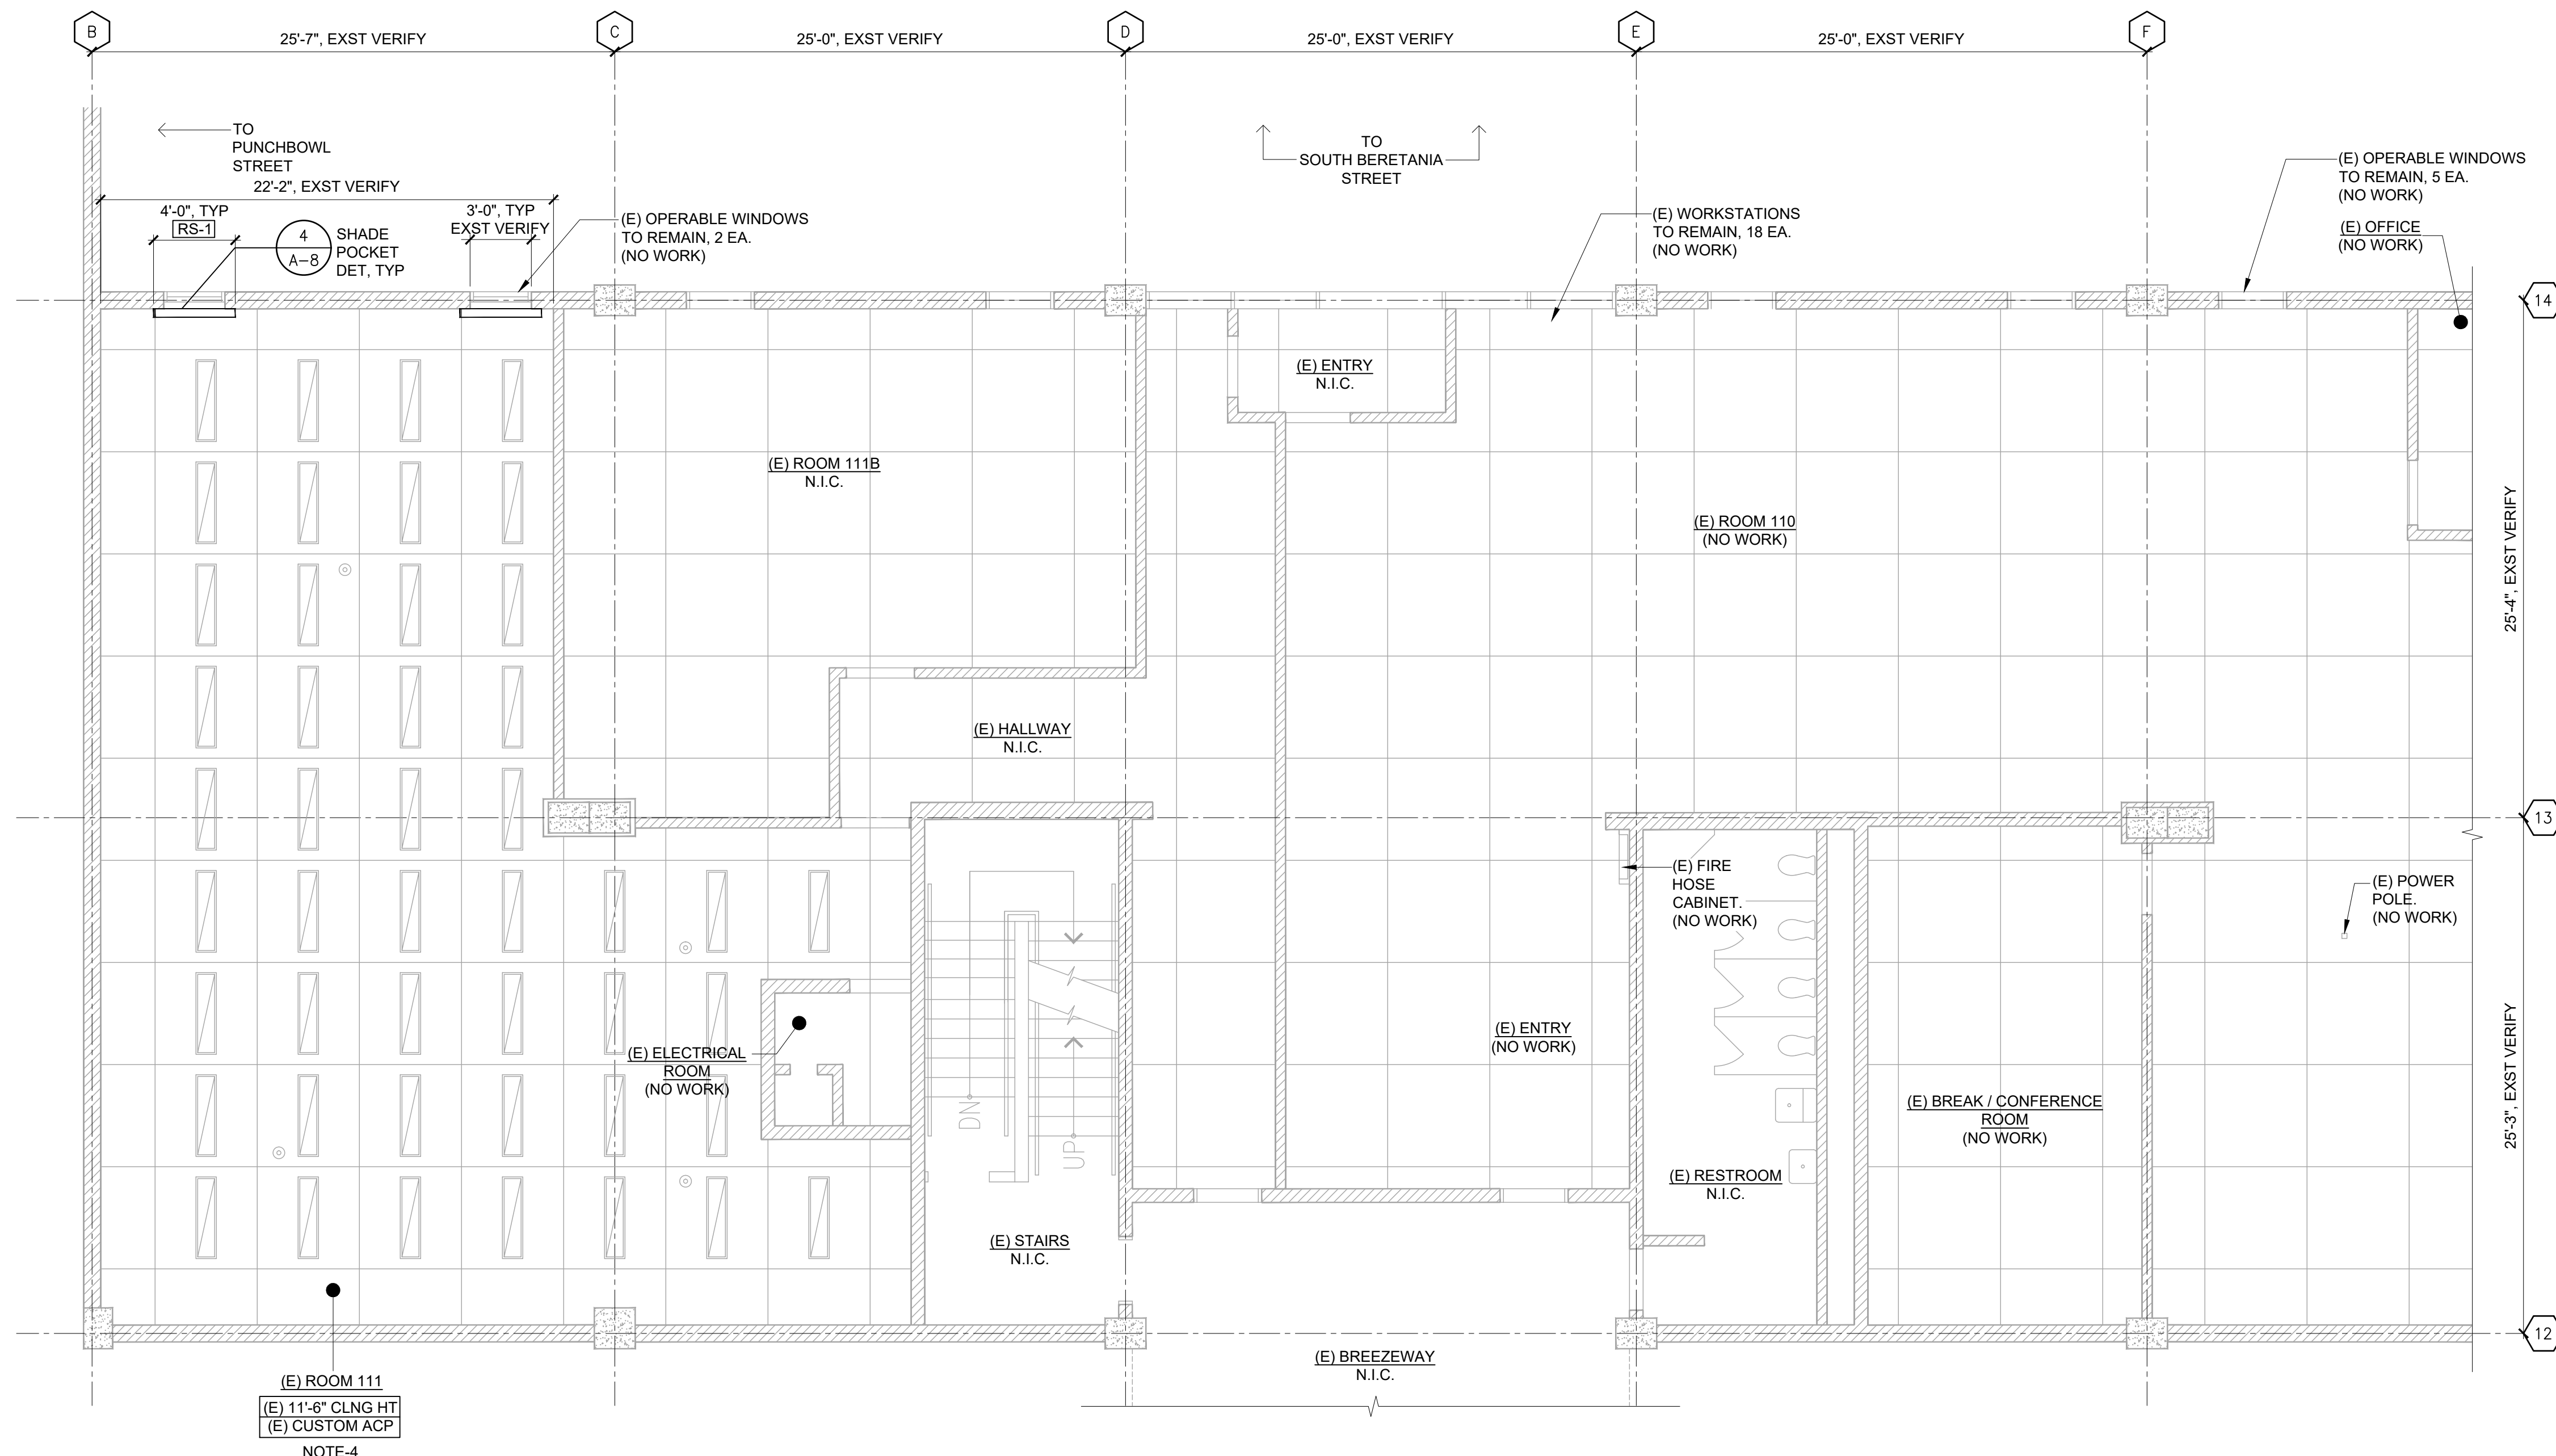 B
C
D
E
F
25'-7", EXST VERIFY
25'-0", EXST VERIFY
25'-0", EXST VERIFY
25'-0", EXST VERIFY
TO
PUNCHBOWL
STREET
TO
SOUTH BERETANIA
STREET
22'-2", EXST VERIFY
4'-0", TYP
RS-1
4
A-8
SHADE
POCKET
DET, TYP
3'-0", TYP
EXST VERIFY
(E) OPERABLE WINDOWS
TO REMAIN, 2 EA.
(NO WORK)
(E) WORKSTATIONS
TO REMAIN, 18 EA.
(NO WORK)
(E) OPERABLE WINDOWS
TO REMAIN, 5 EA.
(NO WORK)
(E) OFFICE
(NO WORK)
14
(E) ENTRY
N.I.C.
(E) ROOM 111B
N.I.C.
(E) ROOM 110
(NO WORK)
25'-4", EXST VERIFY
(E) HALLWAY
N.I.C.
13
(E) FIRE
HOSE
CABINET.
(NO WORK)
(E) POWER
POLE.
(NO WORK)
(E) ELECTRICAL
ROOM
(NO WORK)
DN
UP
(E) ENTRY
(NO WORK)
(E) BREAK / CONFERENCE
ROOM
(NO WORK)
25'-3", EXST VERIFY
(E) RESTROOM
N.I.C.
(E) STAIRS
N.I.C.
12
(E) BREEZEWAY
N.I.C.
(E) ROOM 111
(E) 11'-6" CLNG HT
(E) CUSTOM ACP
NOTE-4